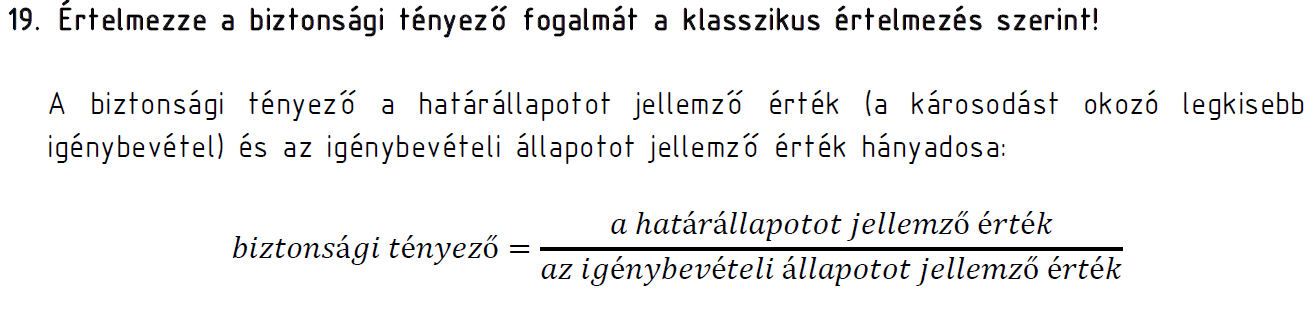 19. Értelmezze a biztonsági tényező fogalmát a klasszikus értelmezés szerint!
A biztonsági tényező a határállapotot jellemző érték (a károsodást okozó legkisebb
igénybevétel) és az igénybevételi állapotot jellemző érték hányadosa:
biztonsági tényező = a határállapotot jellemző érték
az igénybevételi állapotot jellemző érték